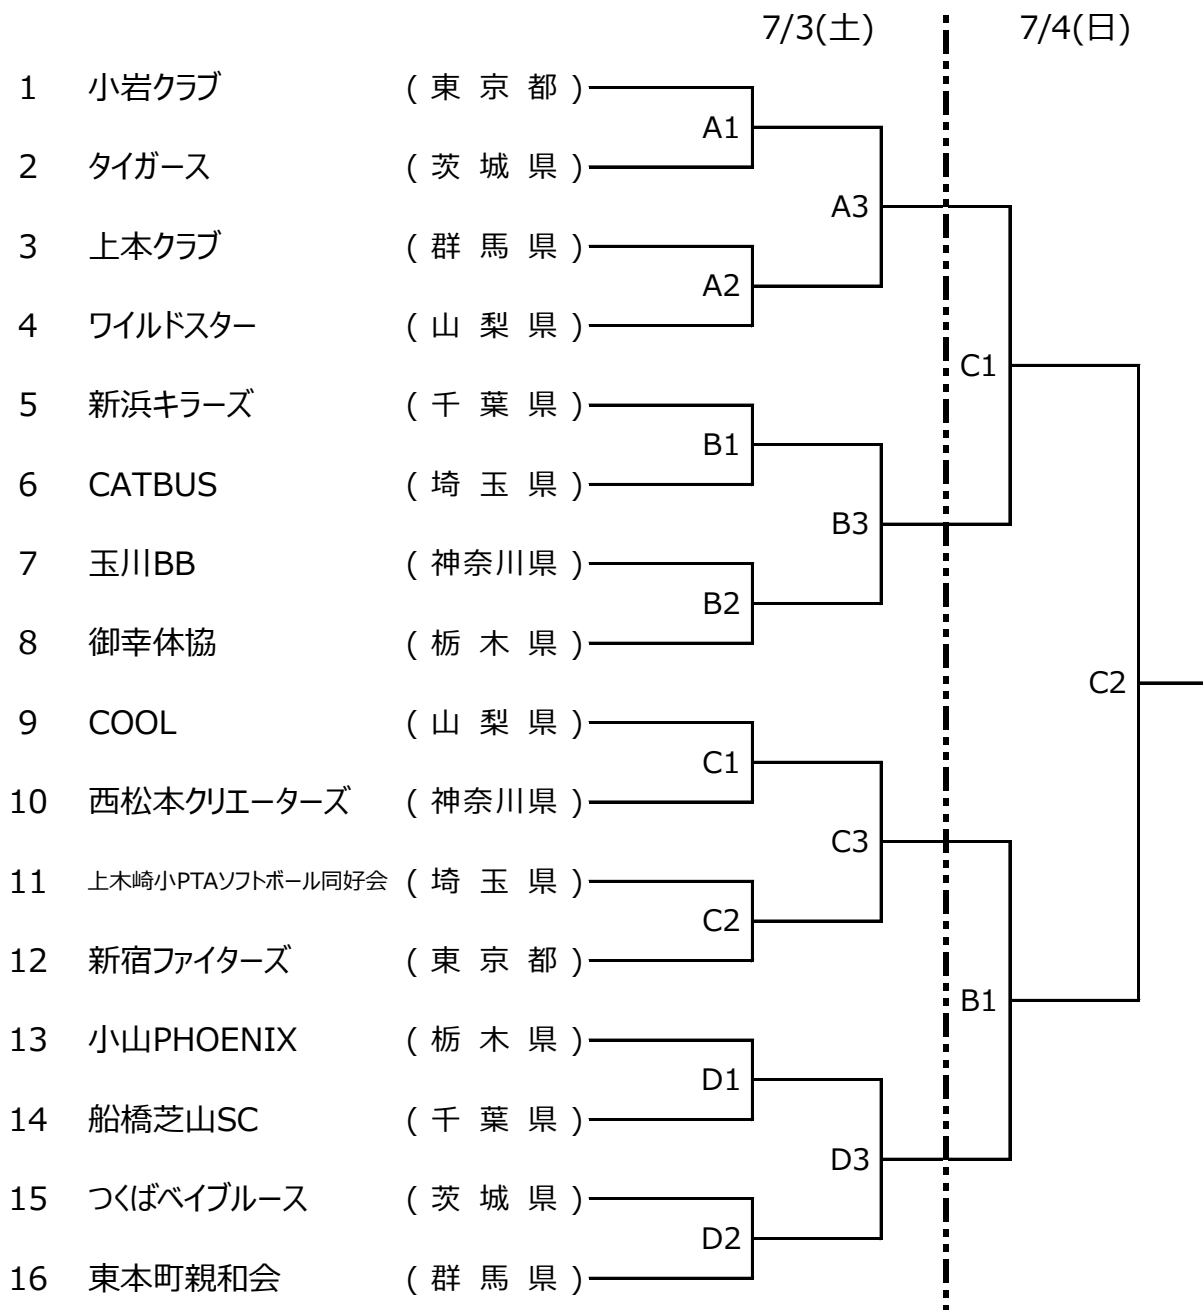 7/3(土) 7/4(日)
1 小岩クラブ ( 東 京 都 )
A1
2 タイガース ( 茨 城 県 )
A3
3 上本クラブ ( 群 馬 県 )
A2
4 ワイルドスター ( 山 梨 県 )
C1
5 新浜キラーズ ( 千 葉 県 )
B1
6 CATBUS ( 埼 玉 県 )
B3
7 玉川BB ( 神奈川県 )
B2
8 御幸体協 ( 栃 木 県 )
C2
9 COOL ( 山 梨 県 )
C1
10 西松本クリエーターズ ( 神奈川県 )
C3
11 上木崎小PTAソフトボール同好会 ( 埼 玉 県 )
C2
12 新宿ファイターズ ( 東 京 都 )
B1
13 小山PHOENIX ( 栃 木 県 )
D1
14 船橋芝山SC ( 千 葉 県 )
D3
15 つくばベイブルース ( 茨 城 県 )
D2
16 東本町親和会 ( 群 馬 県 )